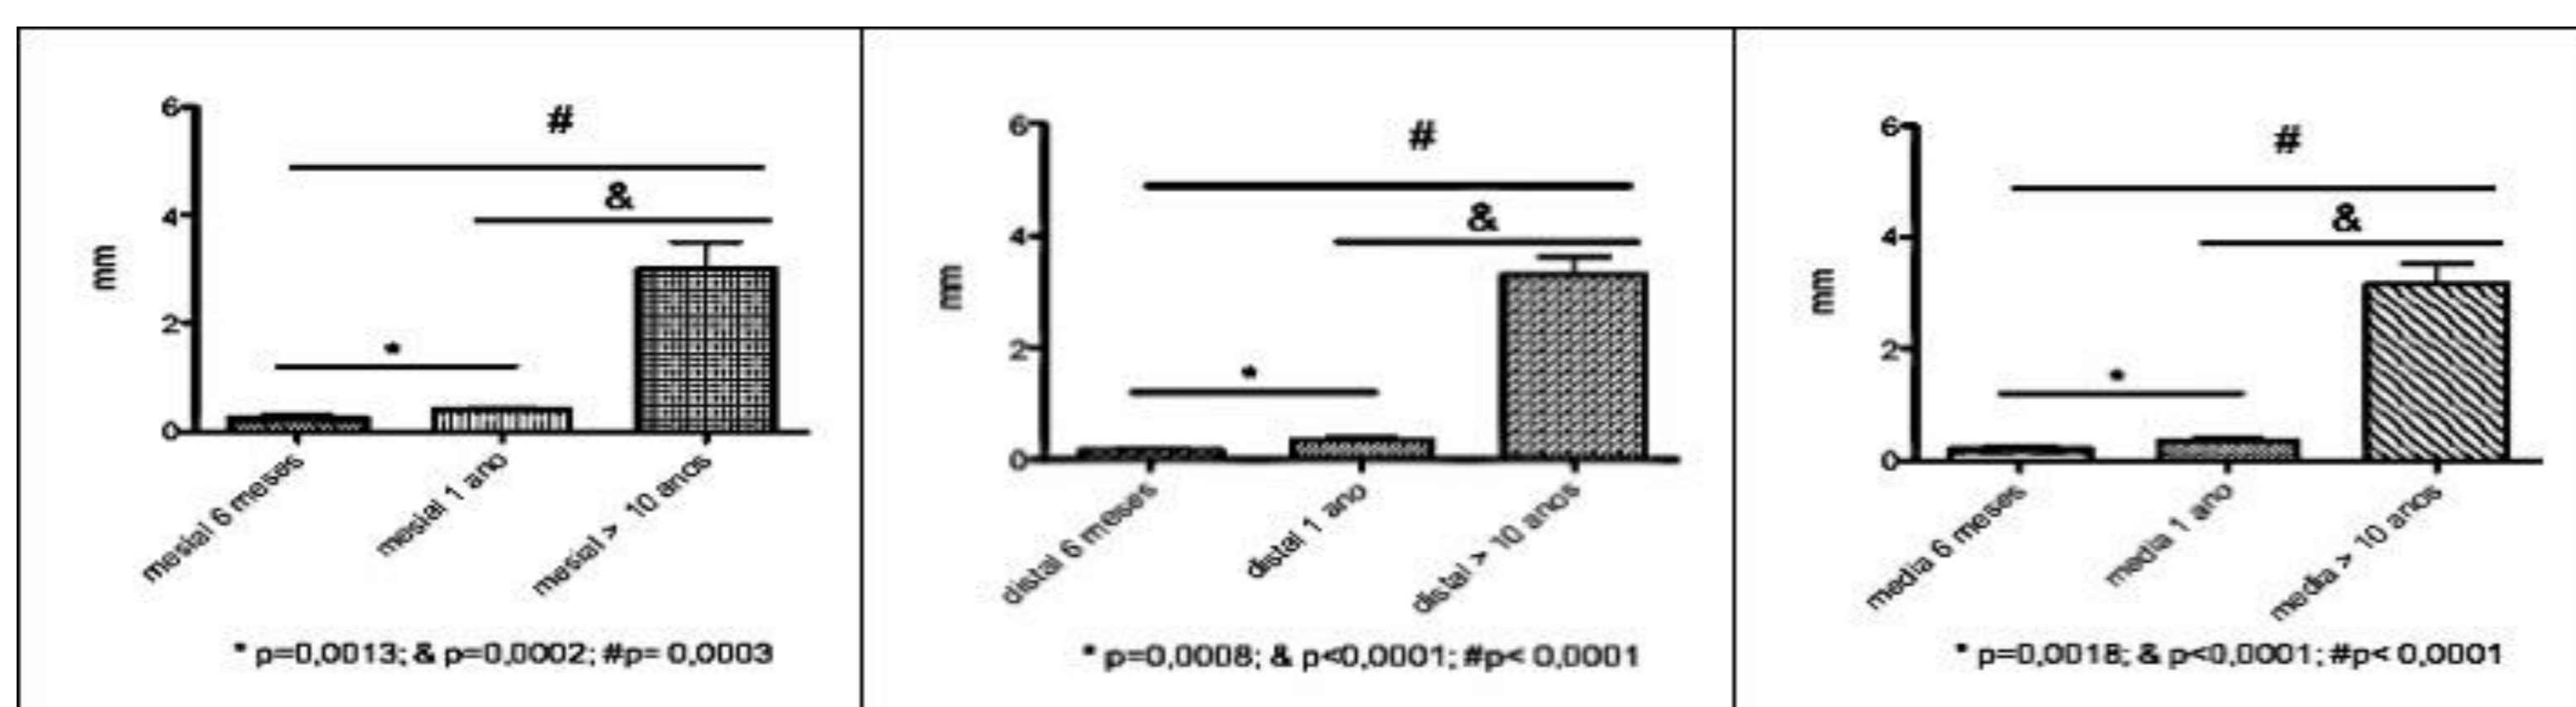 6
#
&
4
mm
2
*
0
mesial 6 meses
mesial 1 ano
mesial > 10 anos
* p=0,0013; & p=0,0002; #p= 0,0003
6
#
&
4
mm
2
*
0
distal 6 meses
distal 1 ano
distal > 10 anos
* p=0,0008; & p<0,0001; #p< 0,0001
6
#
&
4
mm
2
*
0
media 6 meses
media 1 ano
media > 10 anos
* p=0,0018; & p<0,0001; #p< 0,0001